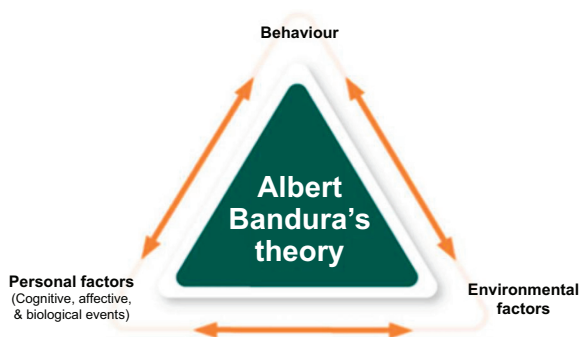 Behaviour
Albert
Bandura’s
theory
Personal factors
(Cognitive, affective,
& biological events)
Environmental
factors